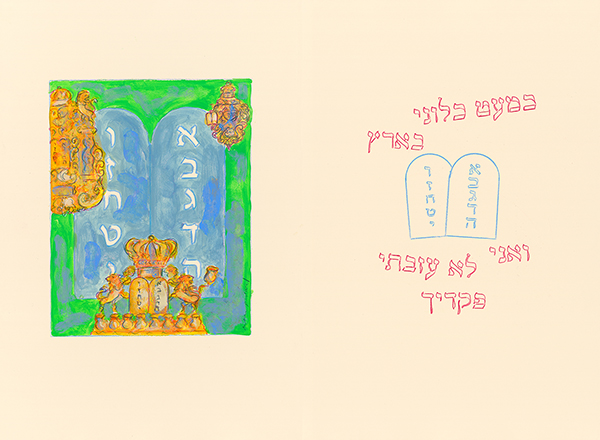 כמעט כלוני
בארץ
א ו
ב ז
ג ח
ד ט
ה י
ואני
לא עזבתי
פקדיך
א ו
ב ז
ג ח
ד ט